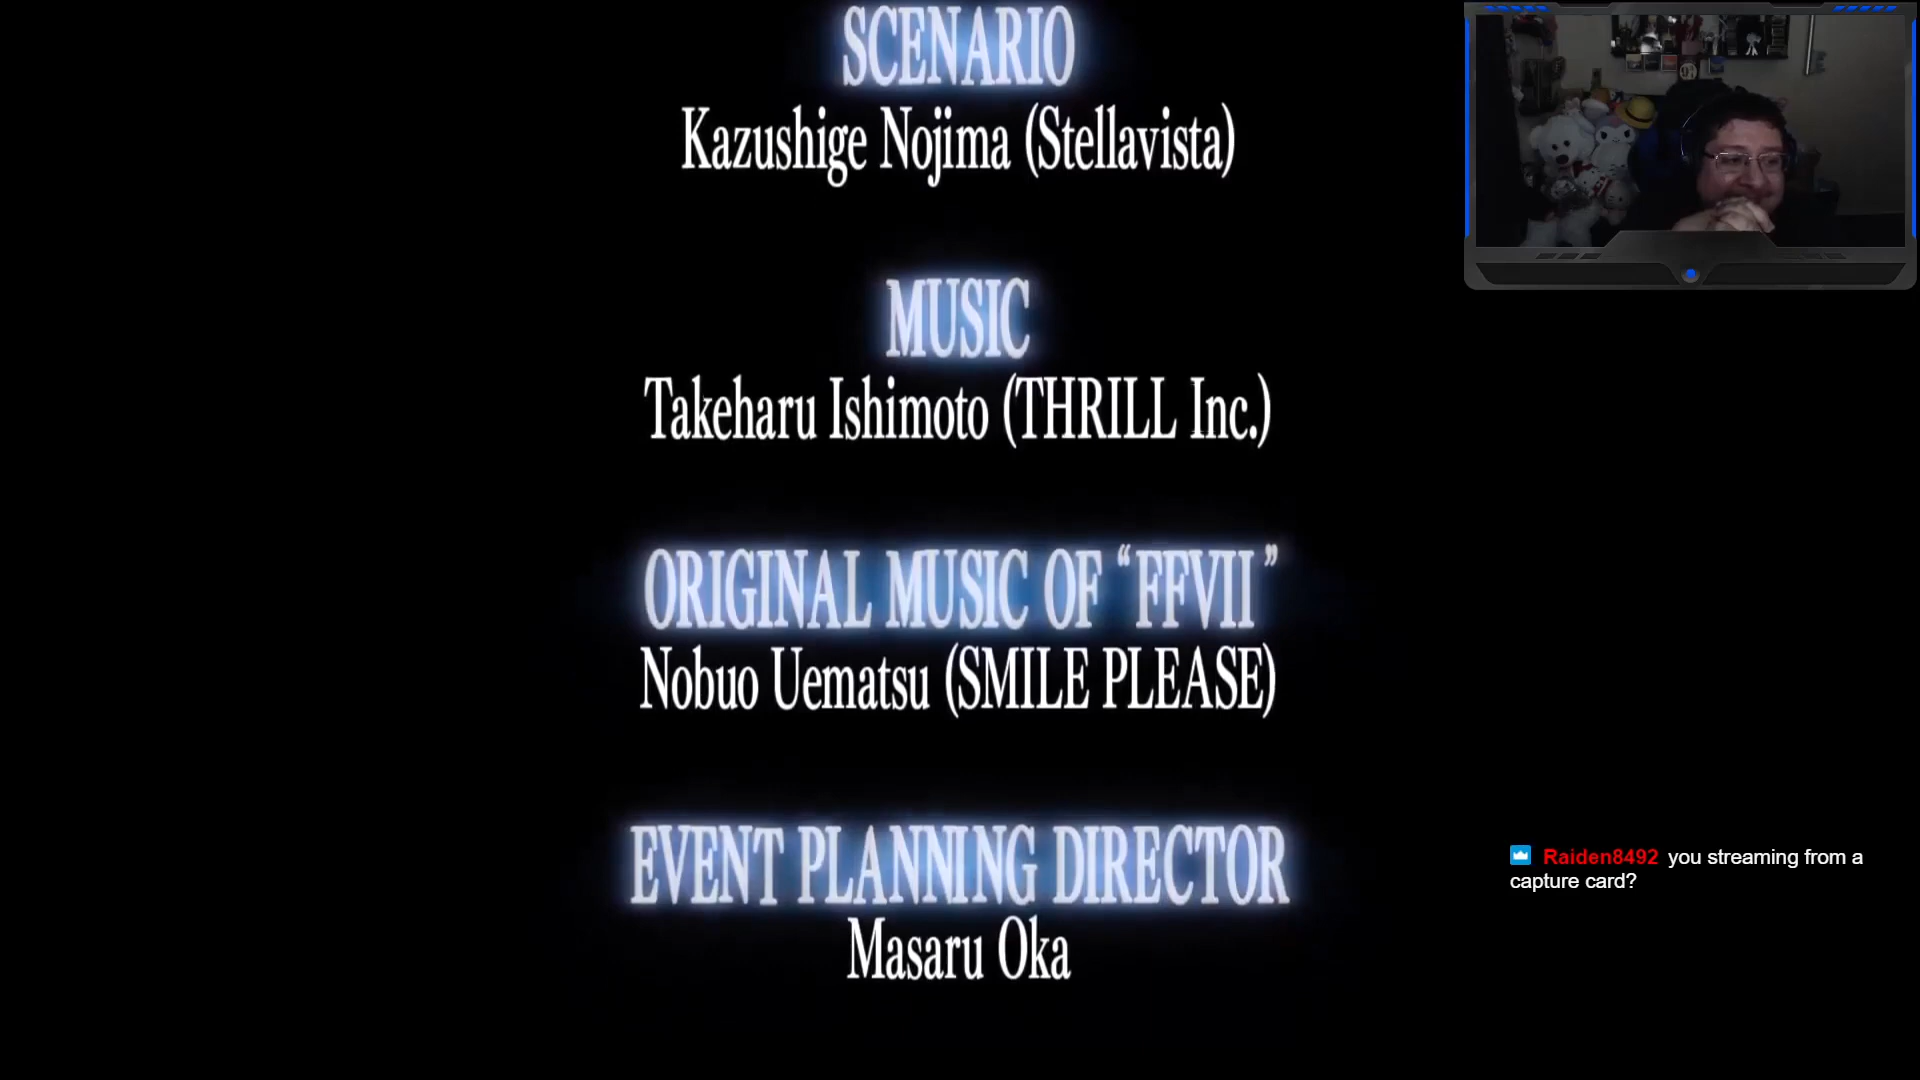 SCENARIO
Kazushige Nojima (Stellavista)
MUSIC
Takeharu Ishimoto (THRILL Inc.)
ORIGINAL MUSIC OF “FFVII”
Nobuo Uematsu (SMILE PLEASE)
EVENT PLANNING DIRECTOR
Masaru Oka
Raiden8492 you streaming from a
capture card?